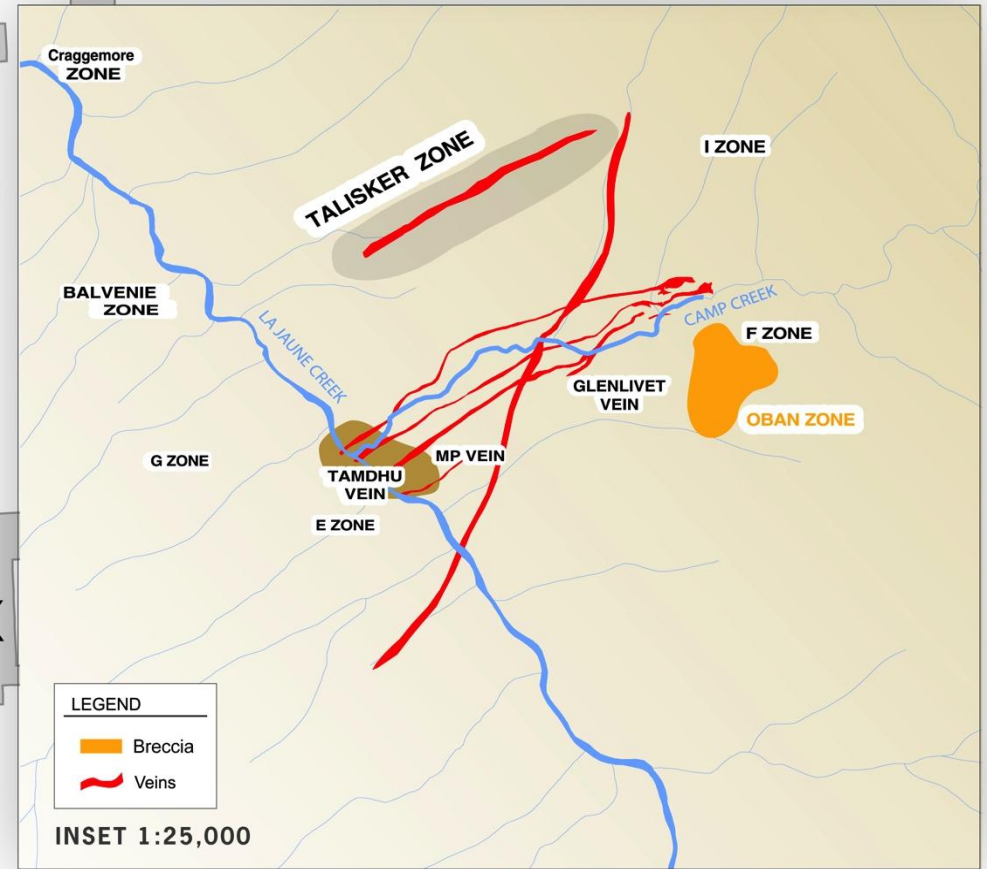 Craggemore
ZONE
TALISKER ZONE
I ZONE
BALVENIE
ZONE
LA JAUNE CREEK
CAMP CREEK
F ZONE
GLENLIVET
VEIN
OBAN ZONE
G ZONE
MP VEIN
TAMDHU
VEIN
E ZONE
LEGEND
Breccia
Veins
INSET 1:25,000